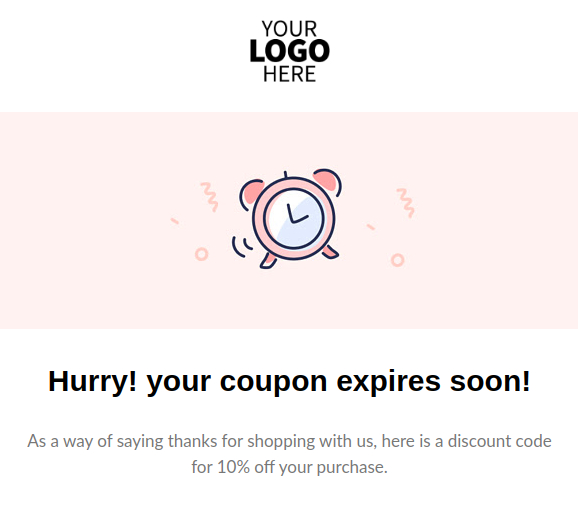 YOUR
LOGO
HERE
Hurry! your coupon expires soon!
As a way of saying thanks for shopping with us, here is a discount code
for 10% off your purchase.